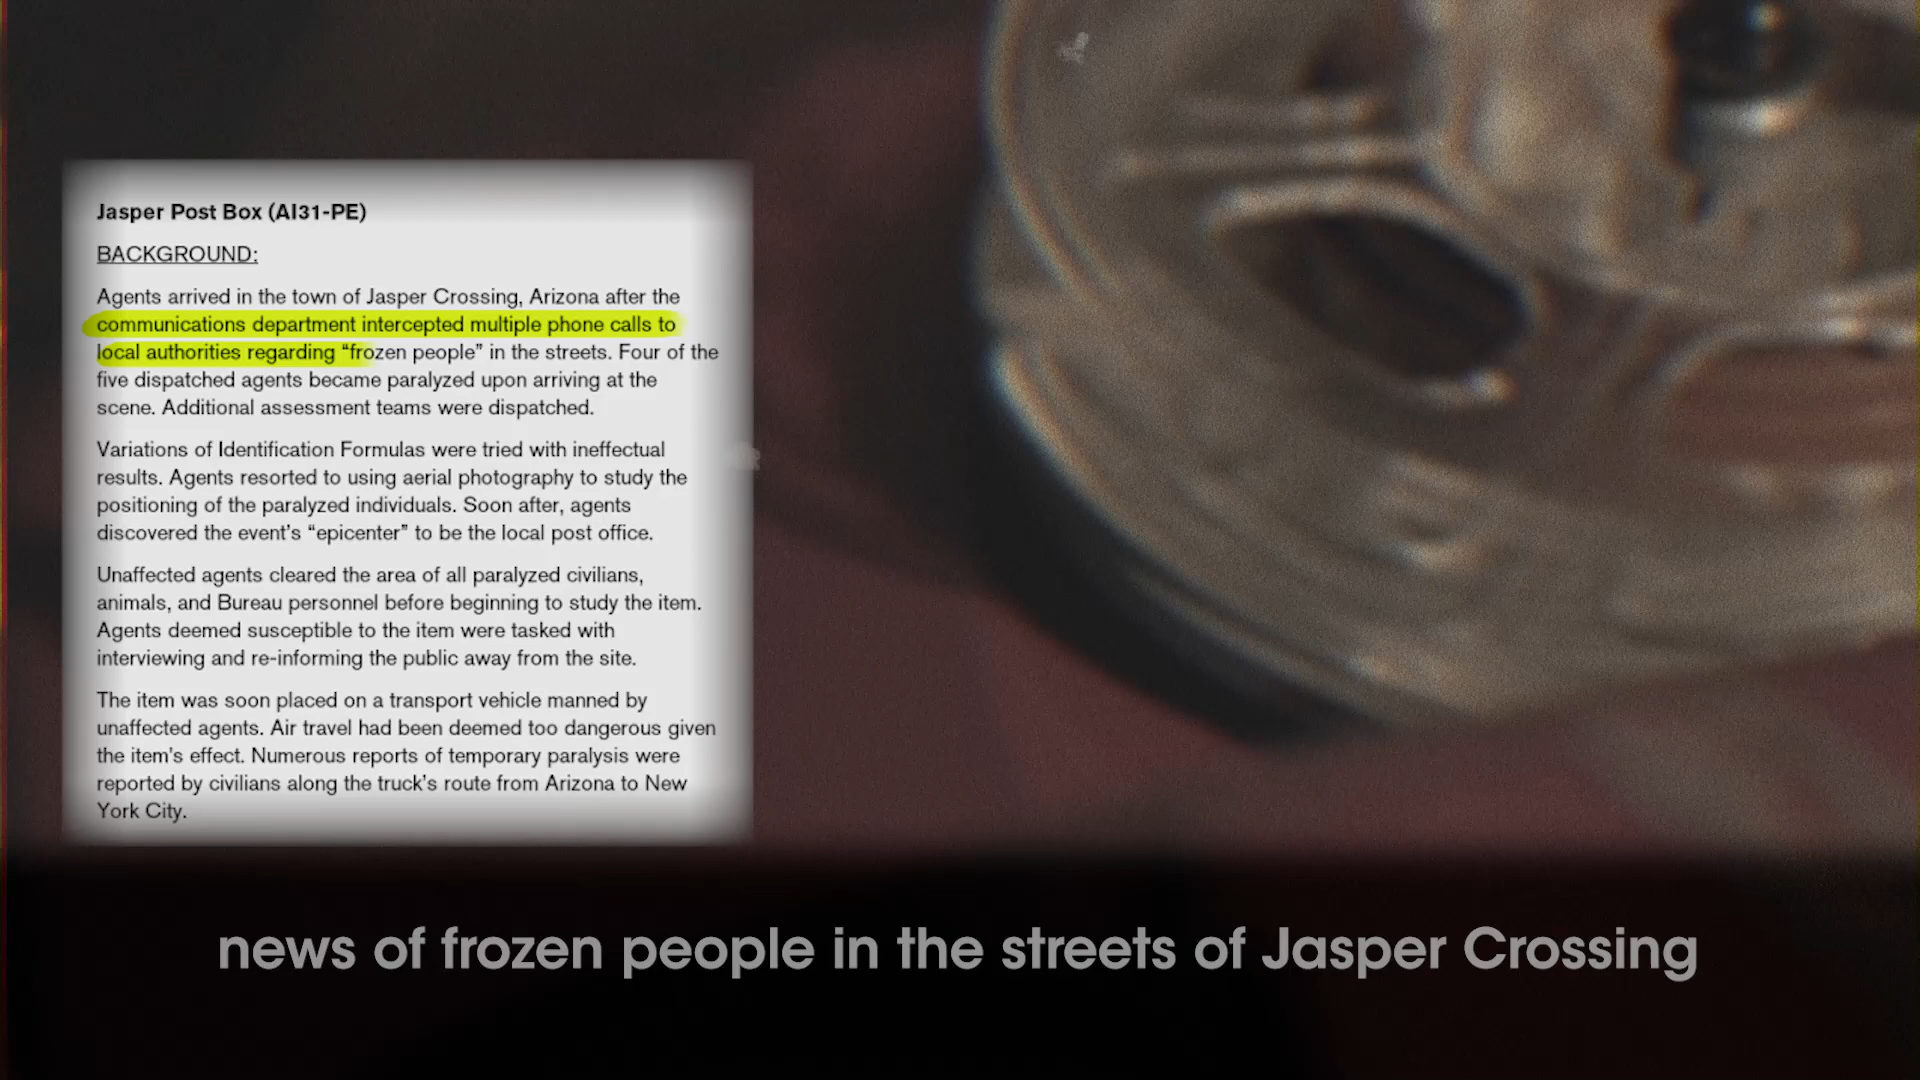 Jasper Post Box (AI31-PE)
BACKGROUND:
Agents arrived in the town of Jasper Crossing, Arizona after the
communications department intercepted multiple phone calls to
local authorities regarding “frozen people” in the streets. Four of the
five dispatched agents became paralyzed upon arriving at the
scene. Additional assessment teams were dispatched.
Variations of Identification Formulas were tried with ineffectual
results. Agents resorted to using aerial photography to study the
positioning of the paralyzed individuals. Soon after, agents
discovered the event’s “epicenter” to be the local post office.
Unaffected agents cleared the area of all paralyzed civilians,
animals, and Bureau personnel before beginning to study the item.
Agents deemed susceptible to the item were tasked with
interviewing and re-informing the public away from the site.
The item was soon placed on a transport vehicle manned by
unaffected agents. Air travel had been deemed too dangerous given
the item's effect. Numerous reports of temporary paralysis were
reported by civilians along the truck’s route from Arizona to New
York City.
news of frozen people in the streets of Jasper Crossing